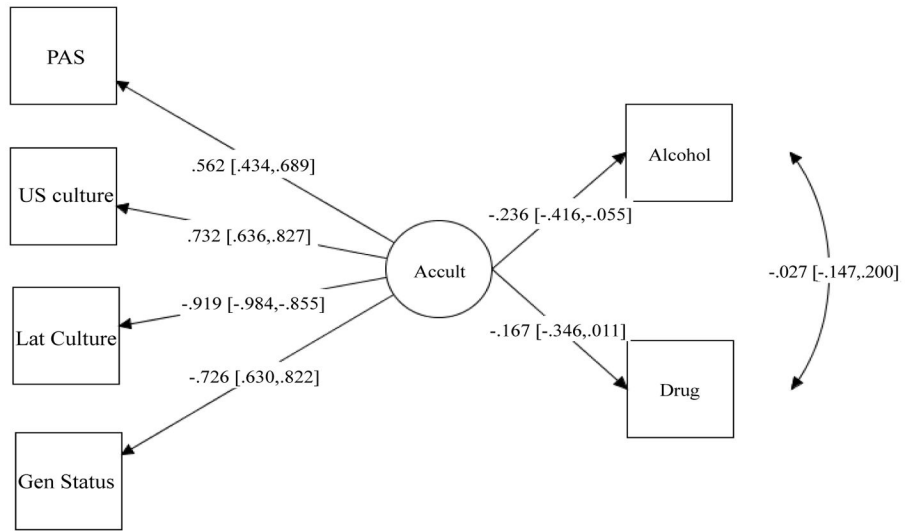 PAS
.562 [.434,.689]
US culture
.732 [.636,.827]
Lat Culture
-.919 [-.984,-.855]
Gen Status
-.726 [.630,.822]
Accult
-.236 [-.416,-.055]
Alcohol
-.167 [-.346,.011]
Drug
-.027 [-.147,.200]